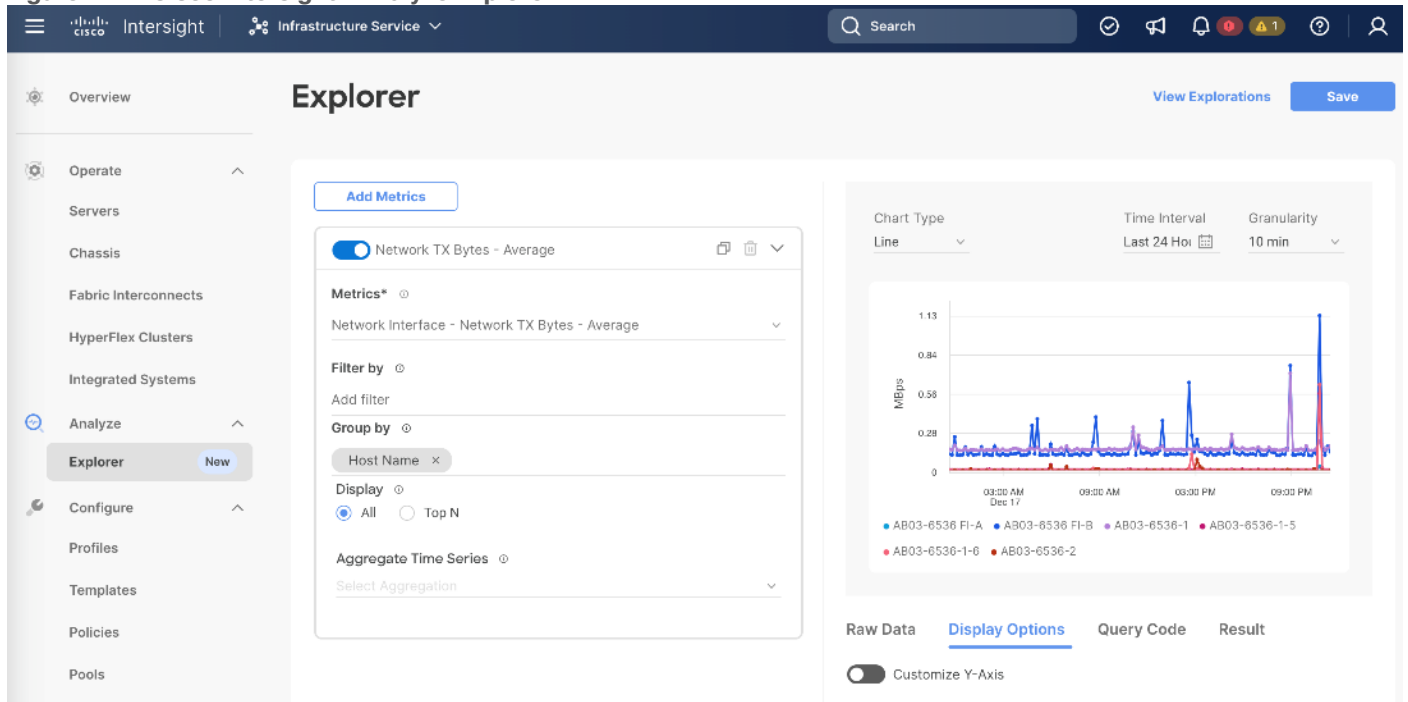 cisco Intersight Infrastructure Service Search 1
Overview
Explorer
View Explorations Save
Operate
Servers
Chassis
Fabric Interconnects
HyperFlex Clusters
Integrated Systems
Analyze
Explorer New
Configure
Profiles
Templates
Policies
Pools
Add Metrics
Network TX Bytes - Average
Metrics*
Network Interface - Network TX Bytes - Average
Filter by
Add filter
Group by
Host Name ×
Display
All Top N
Aggregate Time Series
Select Aggregation
Chart Type Time Interval Granularity
Line Last 24 Hou 10 min
1.13
0.84
0.56
0.28
0
MBps
03:00 AM 09:00 AM 03:00 PM 09:00 PM
Dec 17
AB03-6536 FI-A AB03-6536 FI-B AB03-6536-1 AB03-6536-1-5
AB03-6536-1-6 AB03-6536-2
Raw Data Display Options Query Code Result
Customize Y-Axis